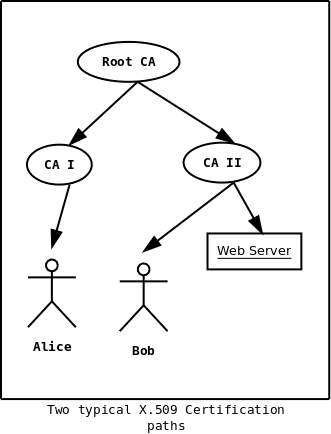 Root CA
CA I
CA II
Web Server
Alice
Bob
Two typical X.509 Certification
paths